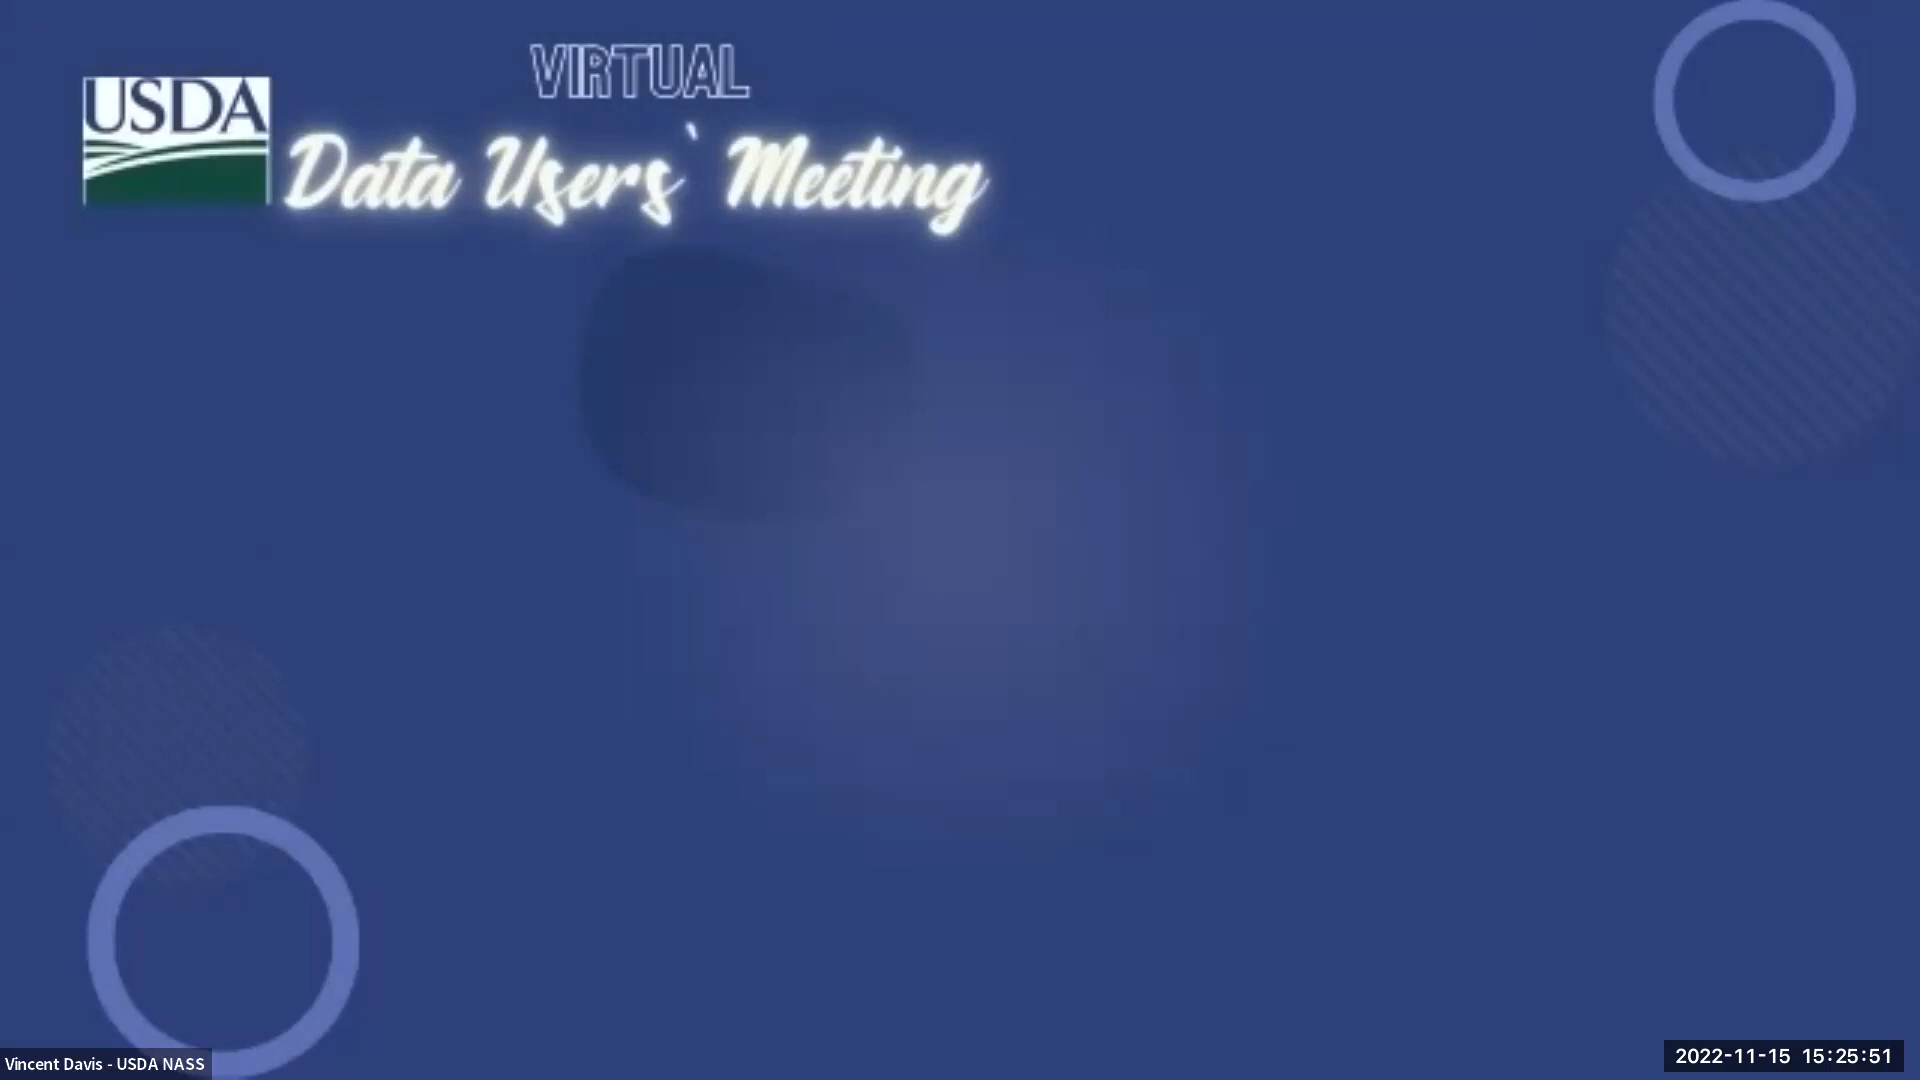 VIRTUAL
USDA
Data Users` Meeting
Vincent Davis - USDA NASS
2022-11-15 15:25:51